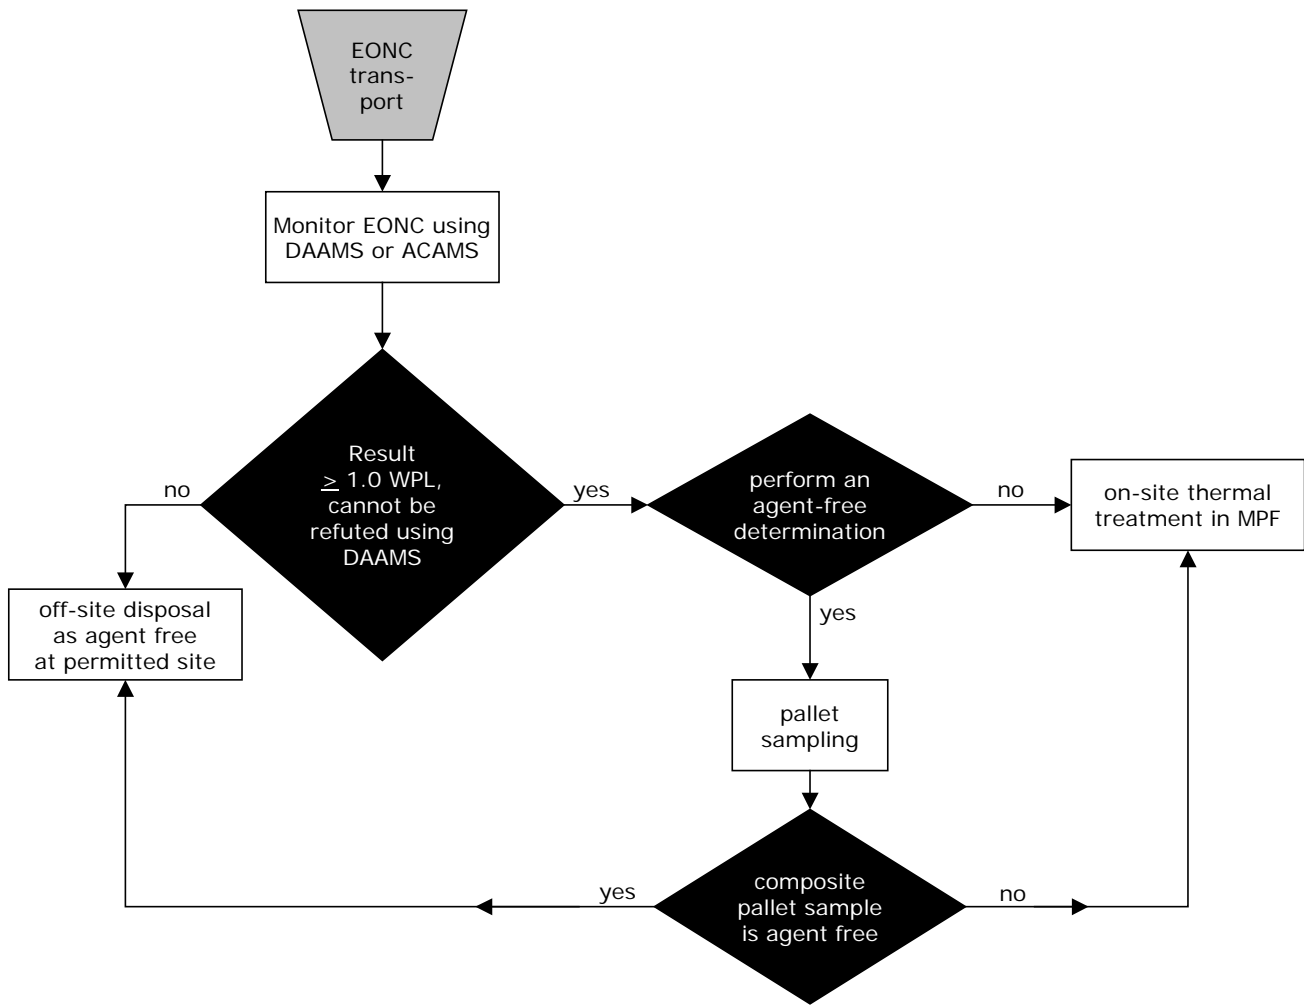 EONC
trans-
port
Monitor EONC using
DAAMS or ACAMS
Result
≥ 1.0 WPL,
cannot be
refuted using
DAAMS
no
yes
perform an
agent-free
determination
no
on-site thermal
treatment in MPF
off-site disposal
as agent free
at permitted site
yes
pallet
sampling
composite
pallet sample
is agent free
yes
no